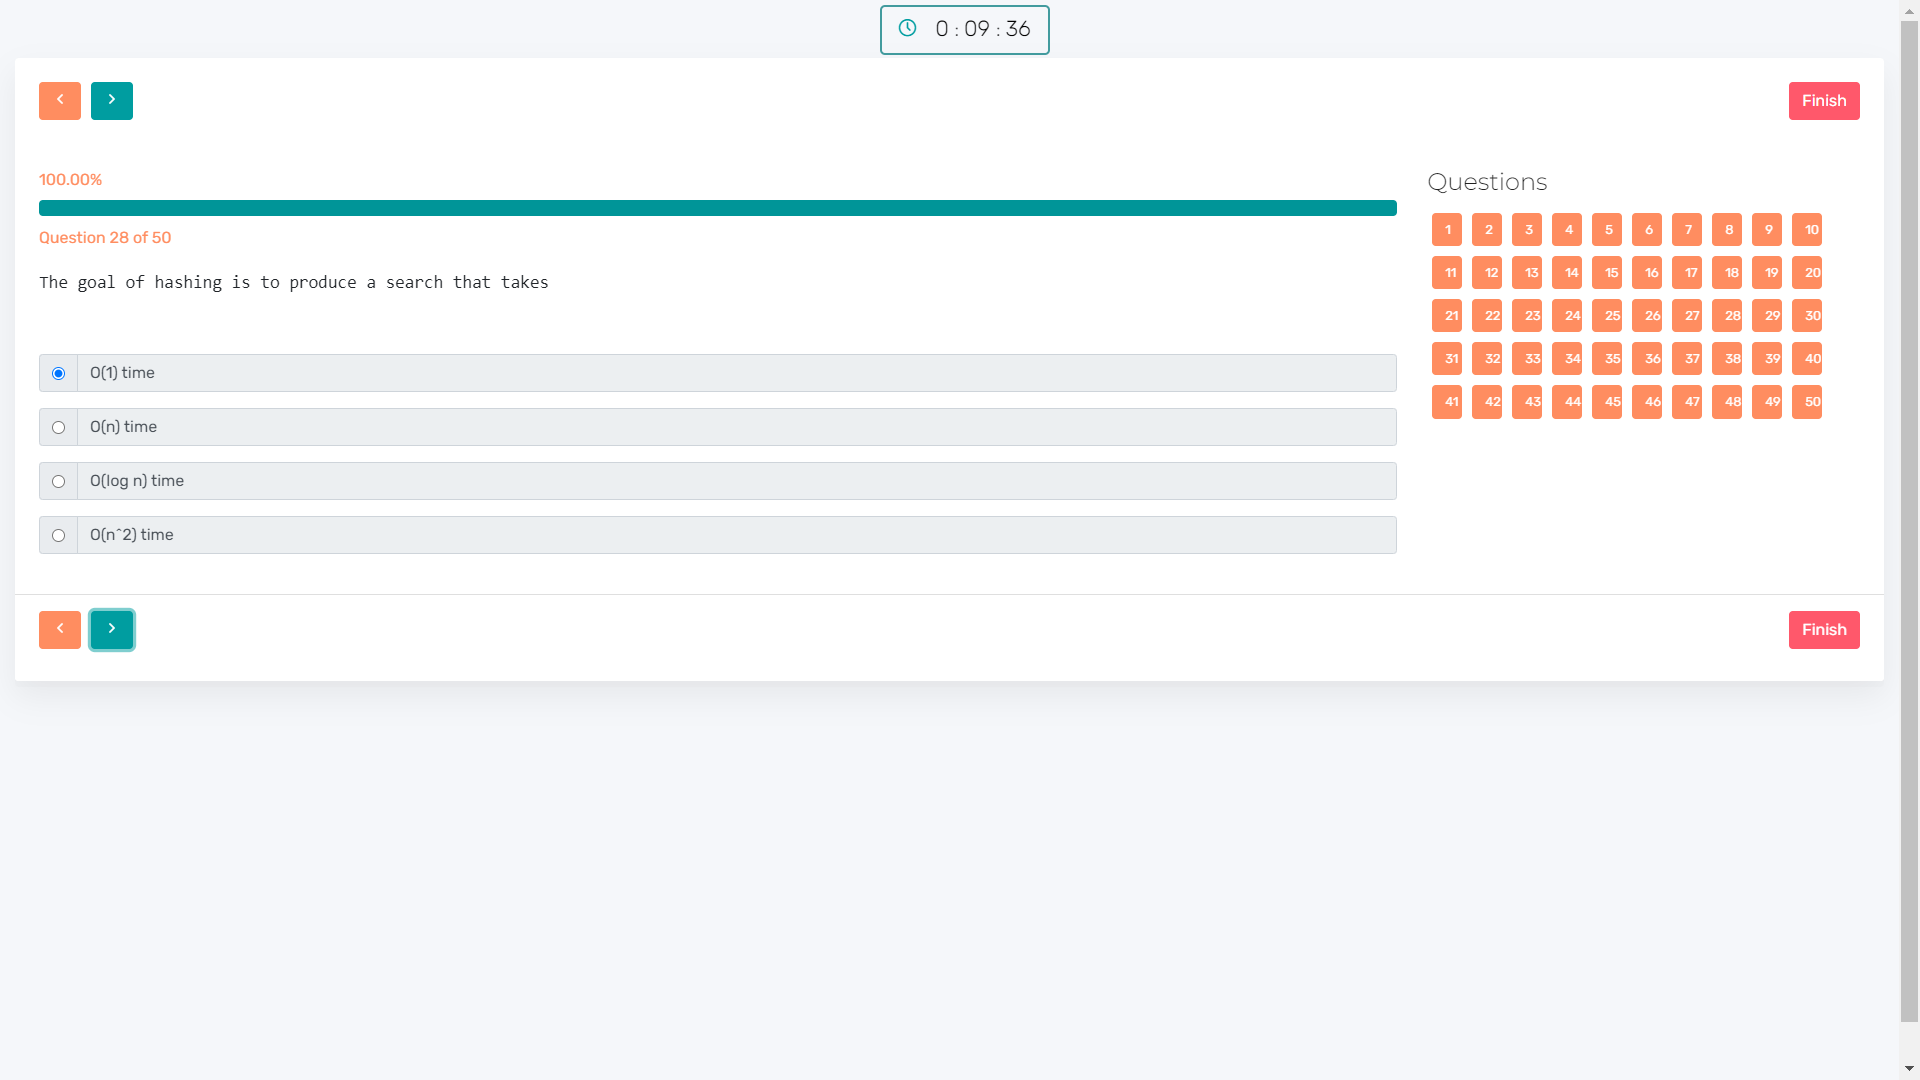 0 : 09 : 36
Finish
100.00%
Question 28 of 50
The goal of hashing is to produce a search that takes
O(1) time
O(n) time
O(log n) time
O(n^2) time
Questions
1 2 3 4 5 6 7 8 9 10
11 12 13 14 15 16 17 18 19 20
21 22 23 24 25 26 27 28 29 30
31 32 33 34 35 36 37 38 39 40
41 42 43 44 45 46 47 48 49 50
Finish